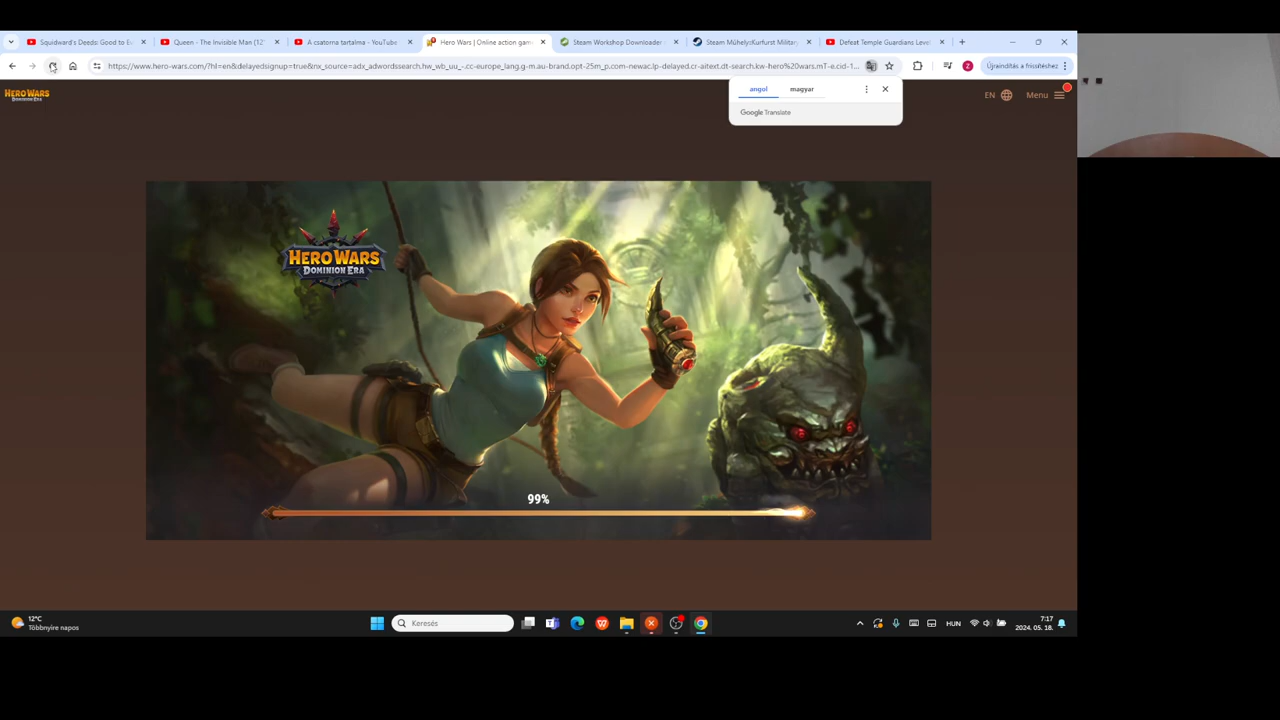 Squidward's Deeds: Good to E
Queen - The Invisible Man (12
A csatorna tartalma - YouTube
Hero Wars | Online action gam
Steam Workshop Downloader
Steam Műhely::Kurfurst Military
Defeat Temple Guardians Leve
https://www.hero-wars.com/?hl=en&delayedsignup=true&nx_source=adx_adwordssearch.hw_wb_uu_-.cc-europe_lang.g-m.au-brand.opt-25m_p.com-newac.lp-delayed.cr-aitext.dt-search.kw-hero%20wars.mT-e.cid-1...
Z
Újraindítás a frissítéshez
HERO WARS
DOMINION ERA
angol
magyar
Google Translate
EN
Menu
HERO WARS
DOMINION ERA
99%
12°C
Többnyire napos
Keresés
HUN
7:17
2024. 05. 18.